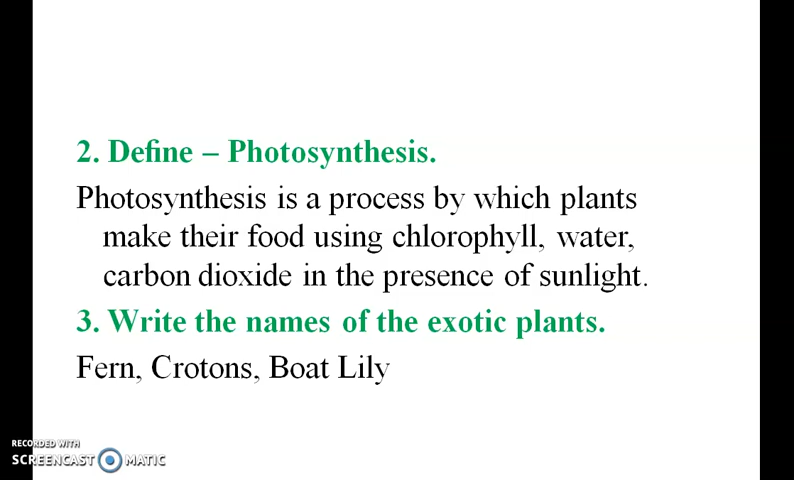 2. Define – Photosynthesis.
Photosynthesis is a process by which plants
make their food using chlorophyll, water,
carbon dioxide in the presence of sunlight.
3. Write the names of the exotic plants.
Fern, Crotons, Boat Lily
RECORDED WITH
SCREENCAST MATIC